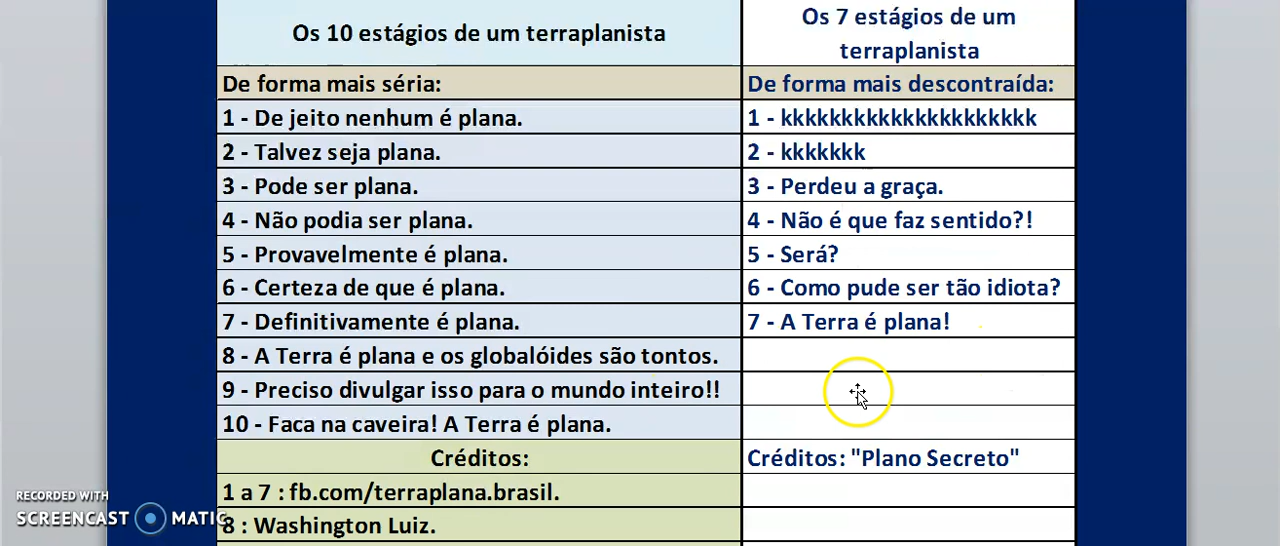 Os 10 estágios de um terraplanista
Os 7 estágios de um
terraplanista
De forma mais séria:
De forma mais descontraída:
1 - De jeito nenhum é plana.
1 - kkkkkkkkkkkkkkkkkkkkk
2 - Talvez seja plana.
2 - kkkkkkk
3 - Pode ser plana.
3 - Perdeu a graça.
4 - Não podia ser plana.
4 - Não é que faz sentido?!
5 - Provavelmente é plana.
5 - Será?
6 - Certeza de que é plana.
6 - Como pude ser tão idiota?
7 - Definitivamente é plana.
7 - A Terra é plana!
8 - A Terra é plana e os globalóides são tontos.
9 - Preciso divulgar isso para o mundo inteiro!!
10 - Faca na caveira! A Terra é plana.
Créditos:
Créditos: "Plano Secreto"
1 a 7 : fb.com/terraplana.brasil.
8 : Washington Luiz.
RECORDED WITH
SCREENCAST MATIC